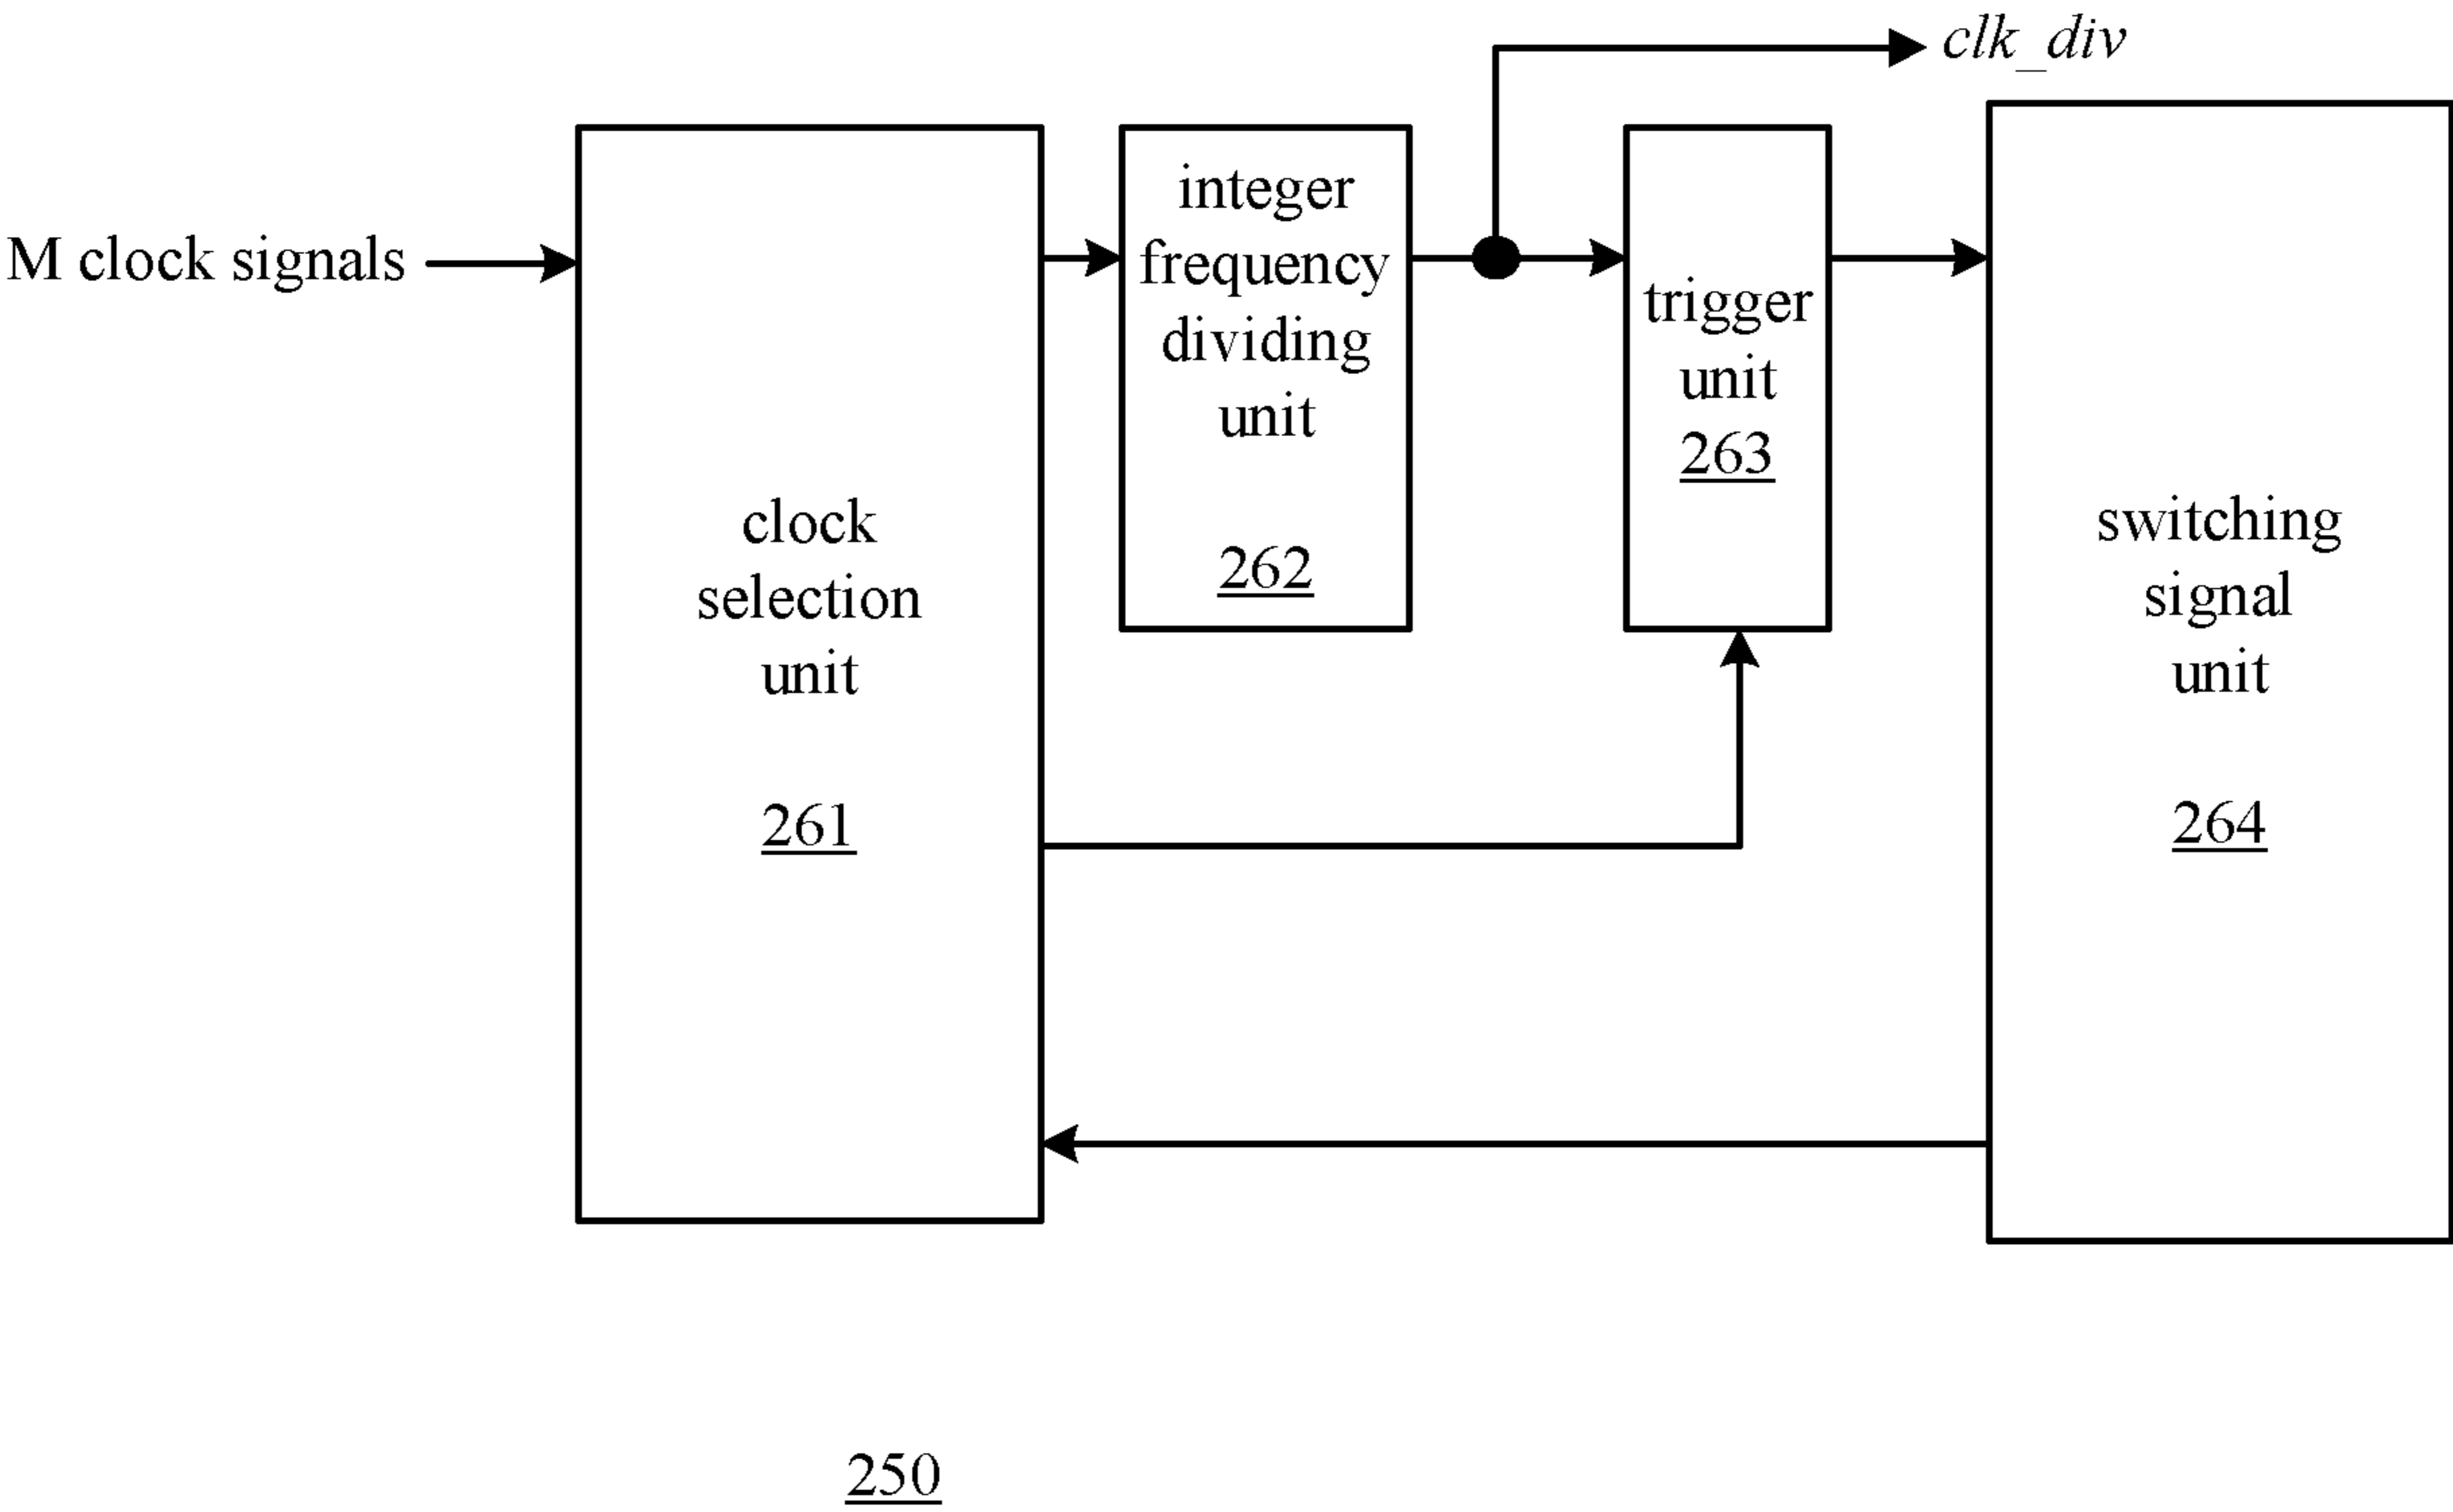 clk_div
M clock signals
clock
selection
unit
261
integer
frequency
dividing
unit
262
trigger
unit
263
switching
signal
unit
264
250